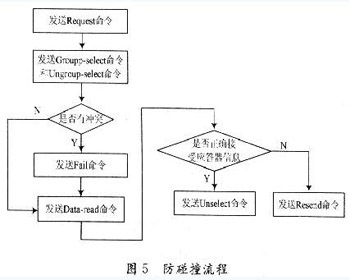 发送Request命令
发送Groupp-select命令
和Ungroup-select命令
N
是否有冲突
Y
发送Fail命令
发送Data-read命令
是否正确接
受应答器信息
N
Y
发送Unselect命令
发送Resend命令
图5 防碰撞流程